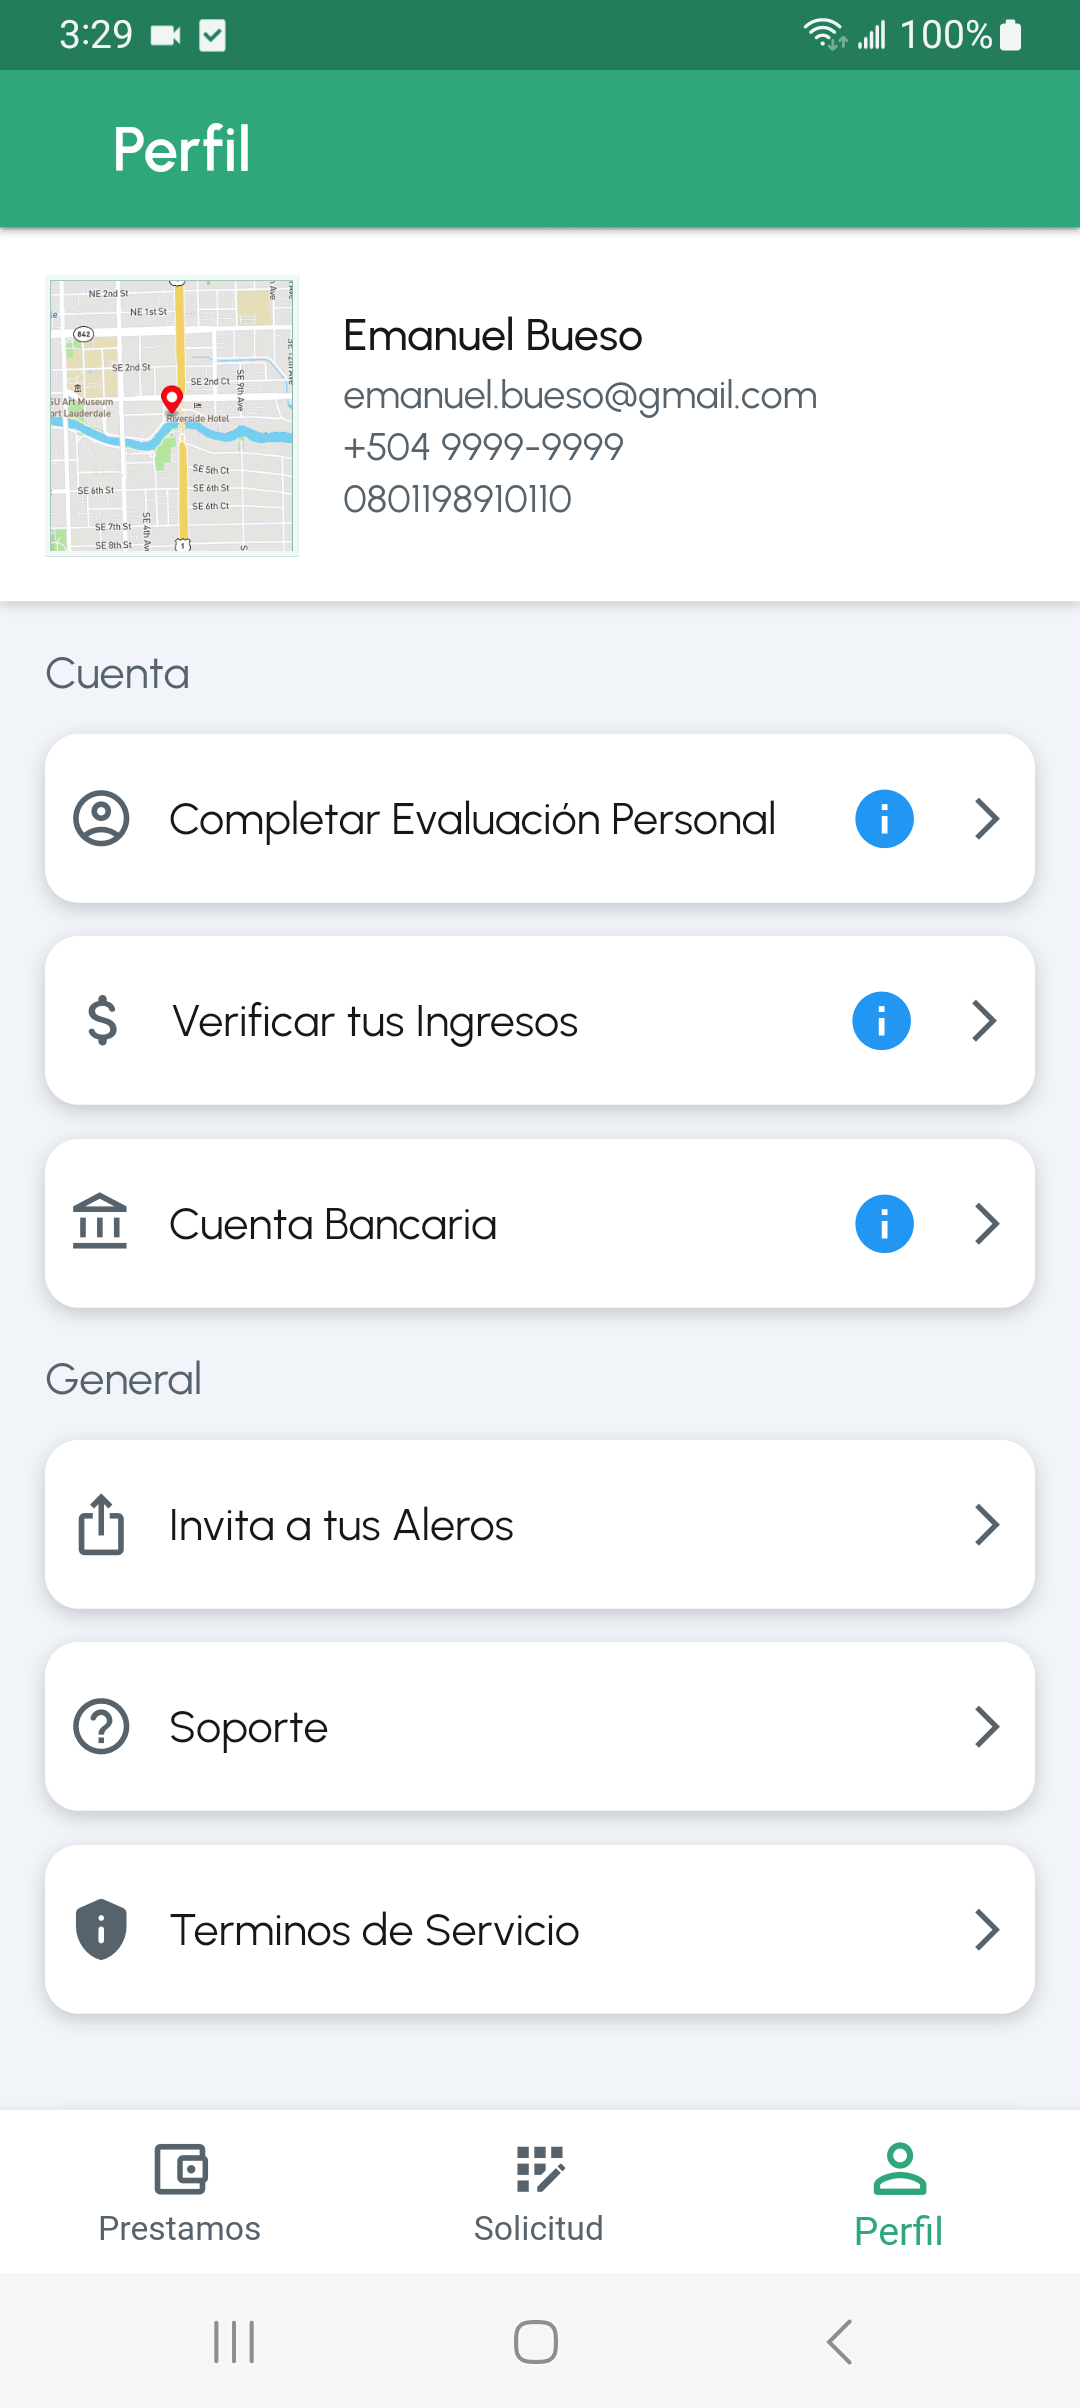 3:29
100%
Perfil
NE 2nd St
NE 1st St
842
SE 2nd St
SE 2nd Ct
SE 9th Ave
SU Art Museum
ort Lauderdale
Riverside Hotel
SE 5th Ct
SE 6th St
SE 6th St
SE 6th Ct
SE 7th St
SE 4th Av
SE 8th St
1
Emanuel Bueso
emanuel.bueso@gmail.com
+504 9999-9999
0801198910110
Cuenta
Completar Evaluación Personal
Verificar tus Ingresos
Cuenta Bancaria
General
Invita a tus Aleros
Soporte
Terminos de Servicio
Prestamos
Solicitud
Perfil